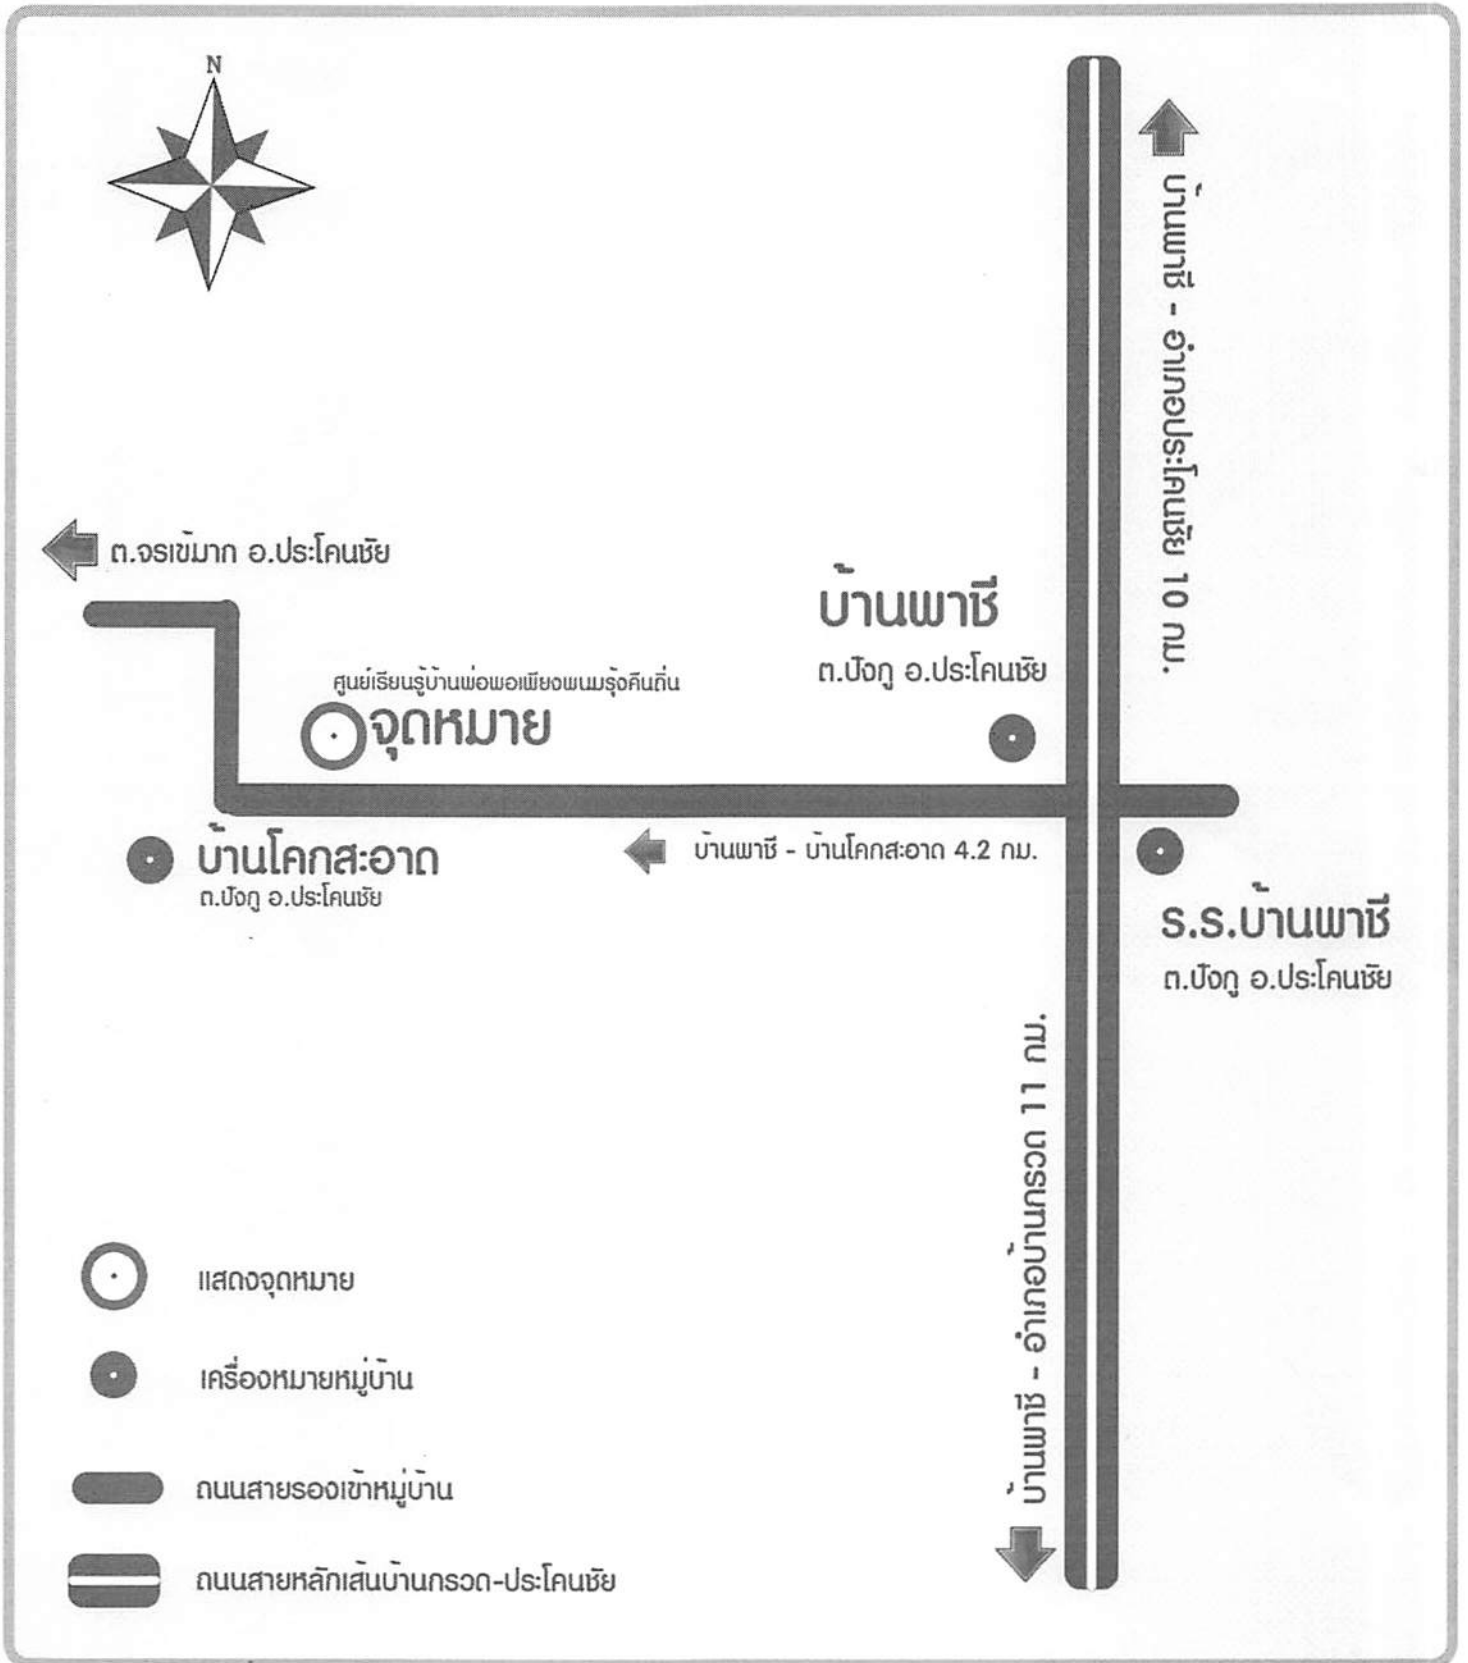 N
บ้านพาชี - อำเภอประโคนชัย 10 กม.
ต.จรเข้มาก อ.ประโคนชัย
บ้านพาชี
ต.ปังกู อ.ประโคนชัย
ศูนย์เรียนรู้บ้านพ่อพอเพียงพนมรุ้งคืนถิ่น
จุดหมาย
บ้านพาชี - บ้านโคกสะอาด 4.2 กม.
บ้านโคกสะอาด
ต.ปังกู อ.ประโคนชัย
ร.ร.บ้านพาชี
ต.ปังกู อ.ประโคนชัย
บ้านพาชี - อำเภอบ้านกรวด 11 กม.
แสดงจุดหมาย
เครื่องหมายหมู่บ้าน
ถนนสายรองเข้าหมู่บ้าน
ถนนสายหลักเส้นบ้านกรวด-ประโคนชัย